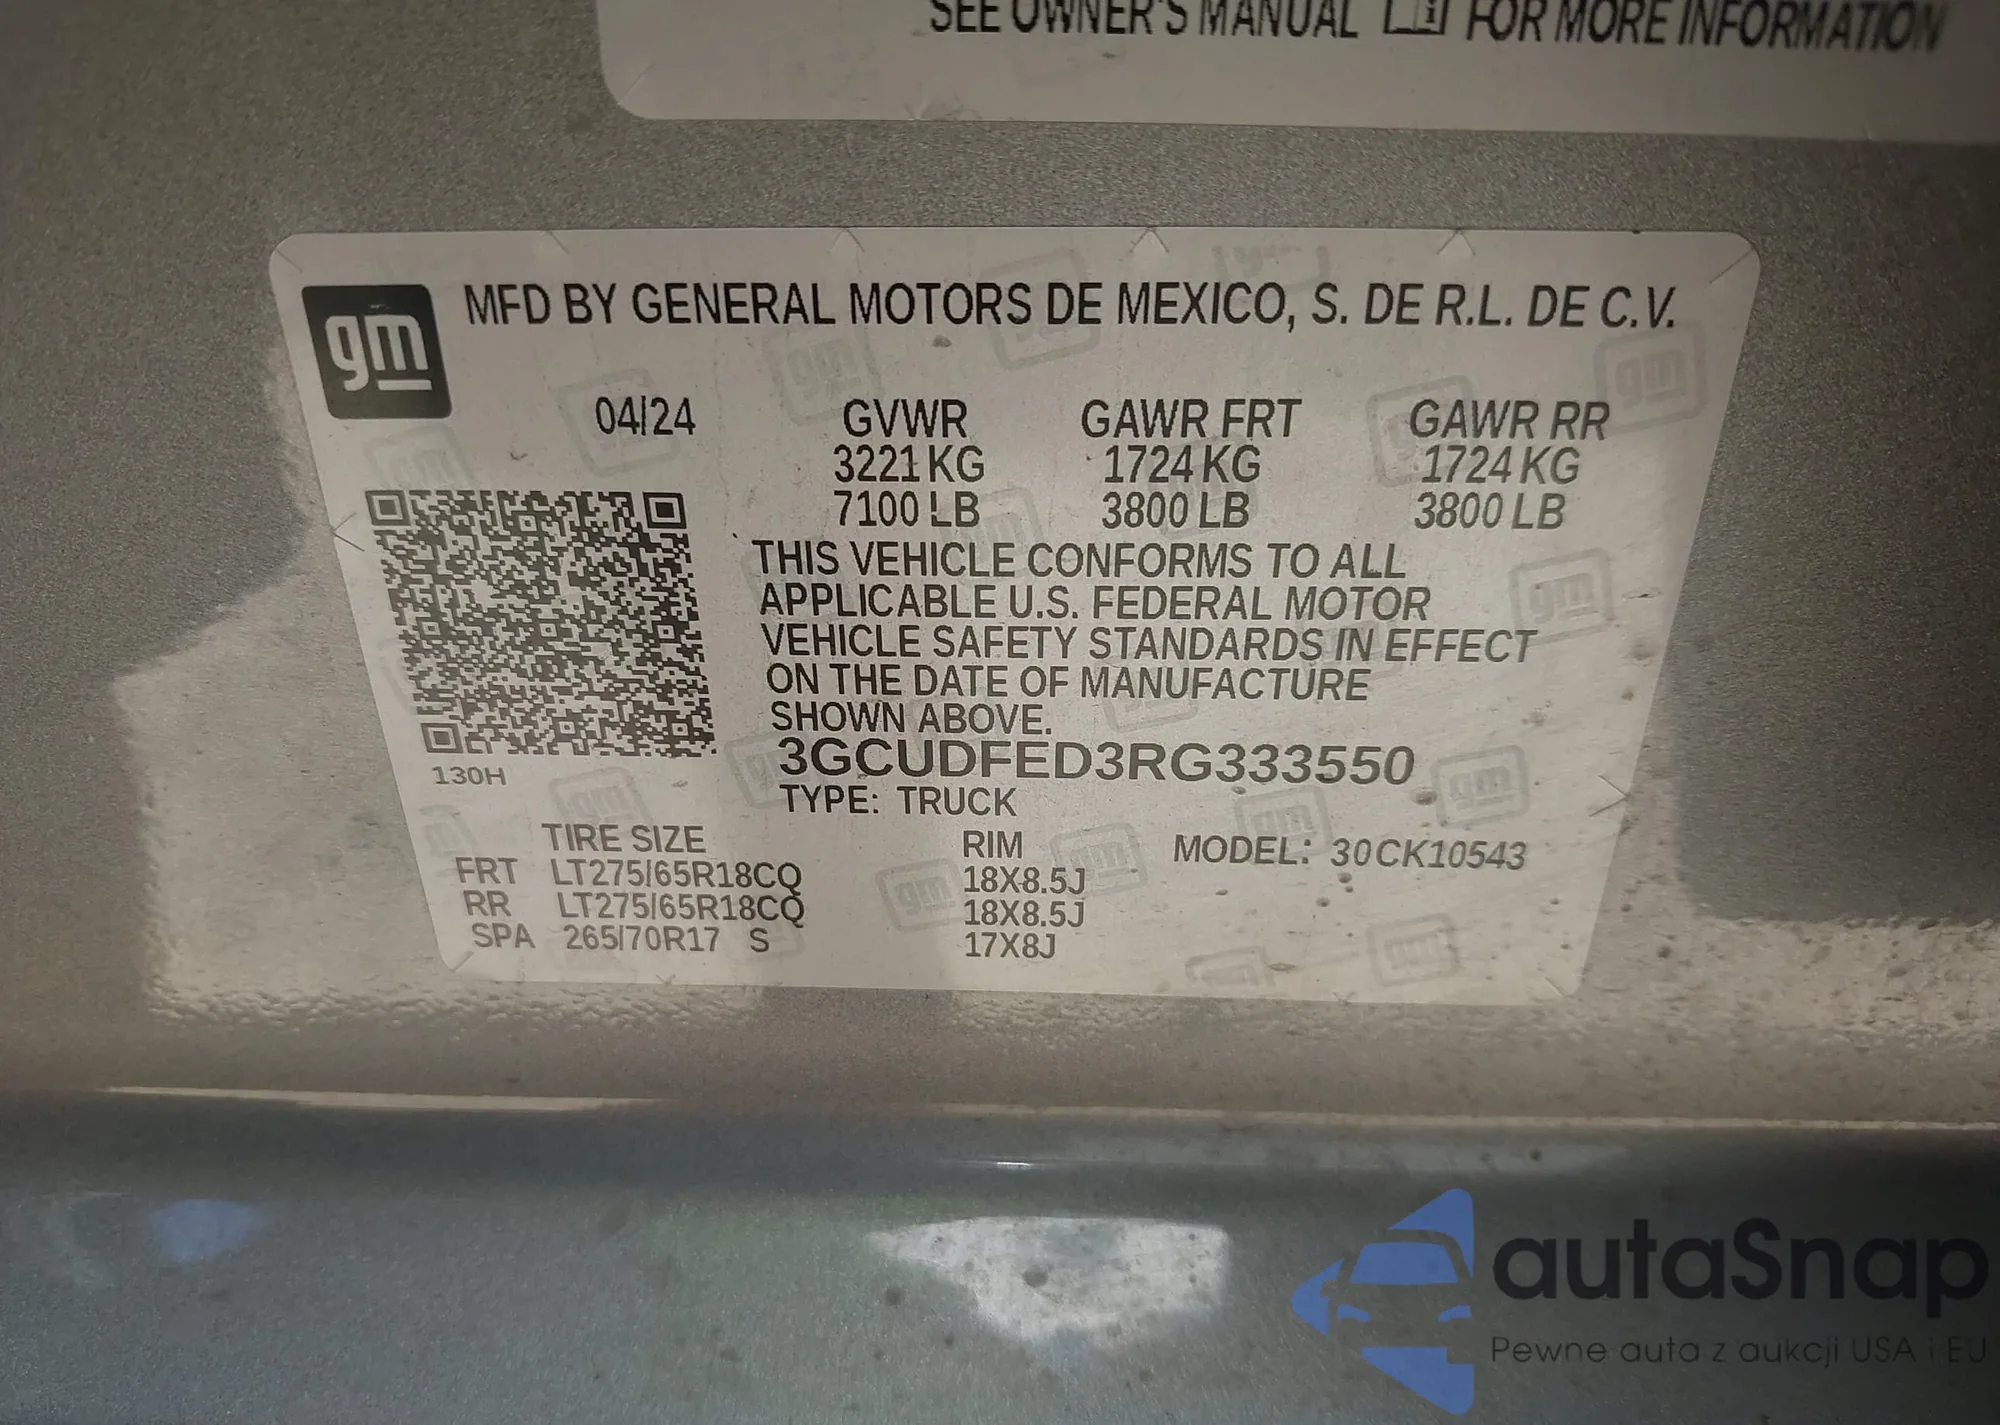 SEE OWNER'S MANUAL FOR MORE INFORMATION
gm MFD BY GENERAL MOTORS DE MEXICO, S. DE R.L. DE C.V.
04/24 GVWR GAWR FRT GAWR RR
3221 KG 1724 KG 1724 KG
7100 LB 3800 LB 3800 LB
THIS VEHICLE CONFORMS TO ALL
APPLICABLE U.S. FEDERAL MOTOR
VEHICLE SAFETY STANDARDS IN EFFECT
ON THE DATE OF MANUFACTURE
SHOWN ABOVE.
3GCUDFED3RG333550
130H
TYPE: TRUCK
TIRE SIZE RIM MODEL: 30CK10543
FRT LT275/65R18CQ 18X8.5J
RR LT275/65R18CQ 18X8.5J
SPA 265/70R17 S 17X8J
autaSnap
Pewne auta z aukcji USA i EU